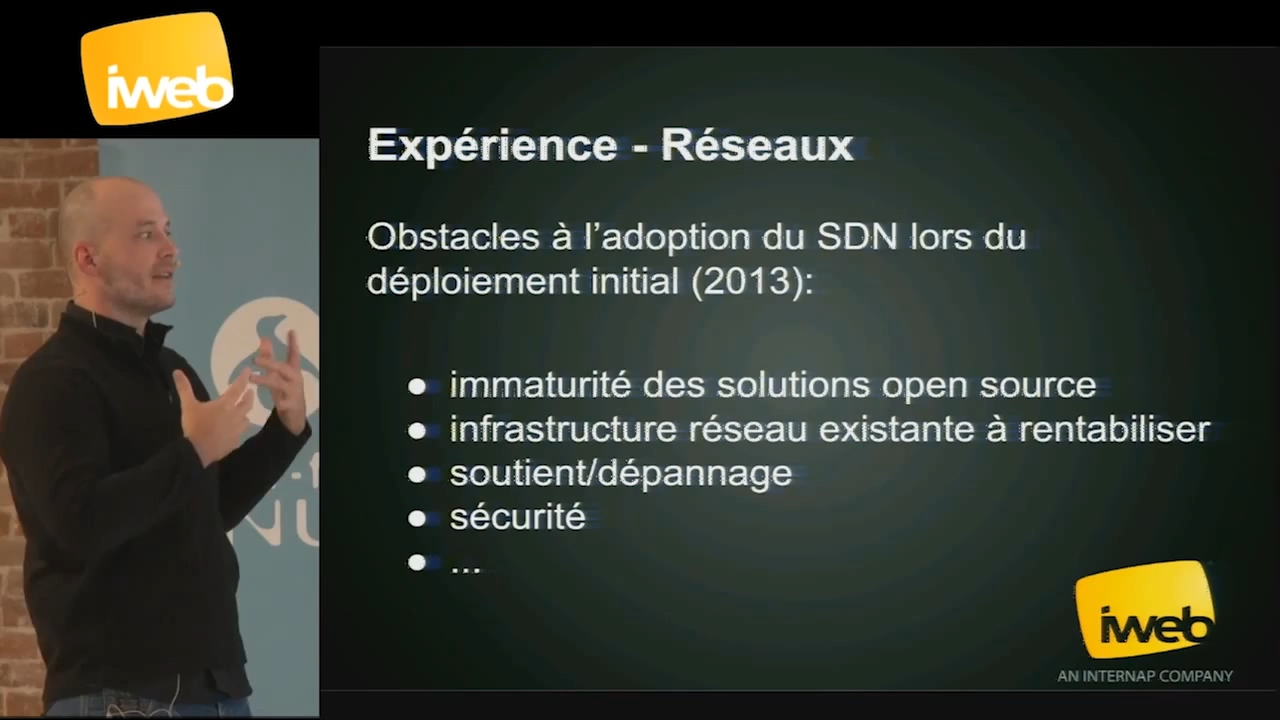 iweb
Expérience - Réseaux
Obstacles à l’adoption du SDN lors du
déploiement initial (2013):
● immaturité des solutions open source
● infrastructure réseau existante à rentabiliser
● soutient/dépannage
● sécurité
● ...
iweb
AN INTERNAP COMPANY